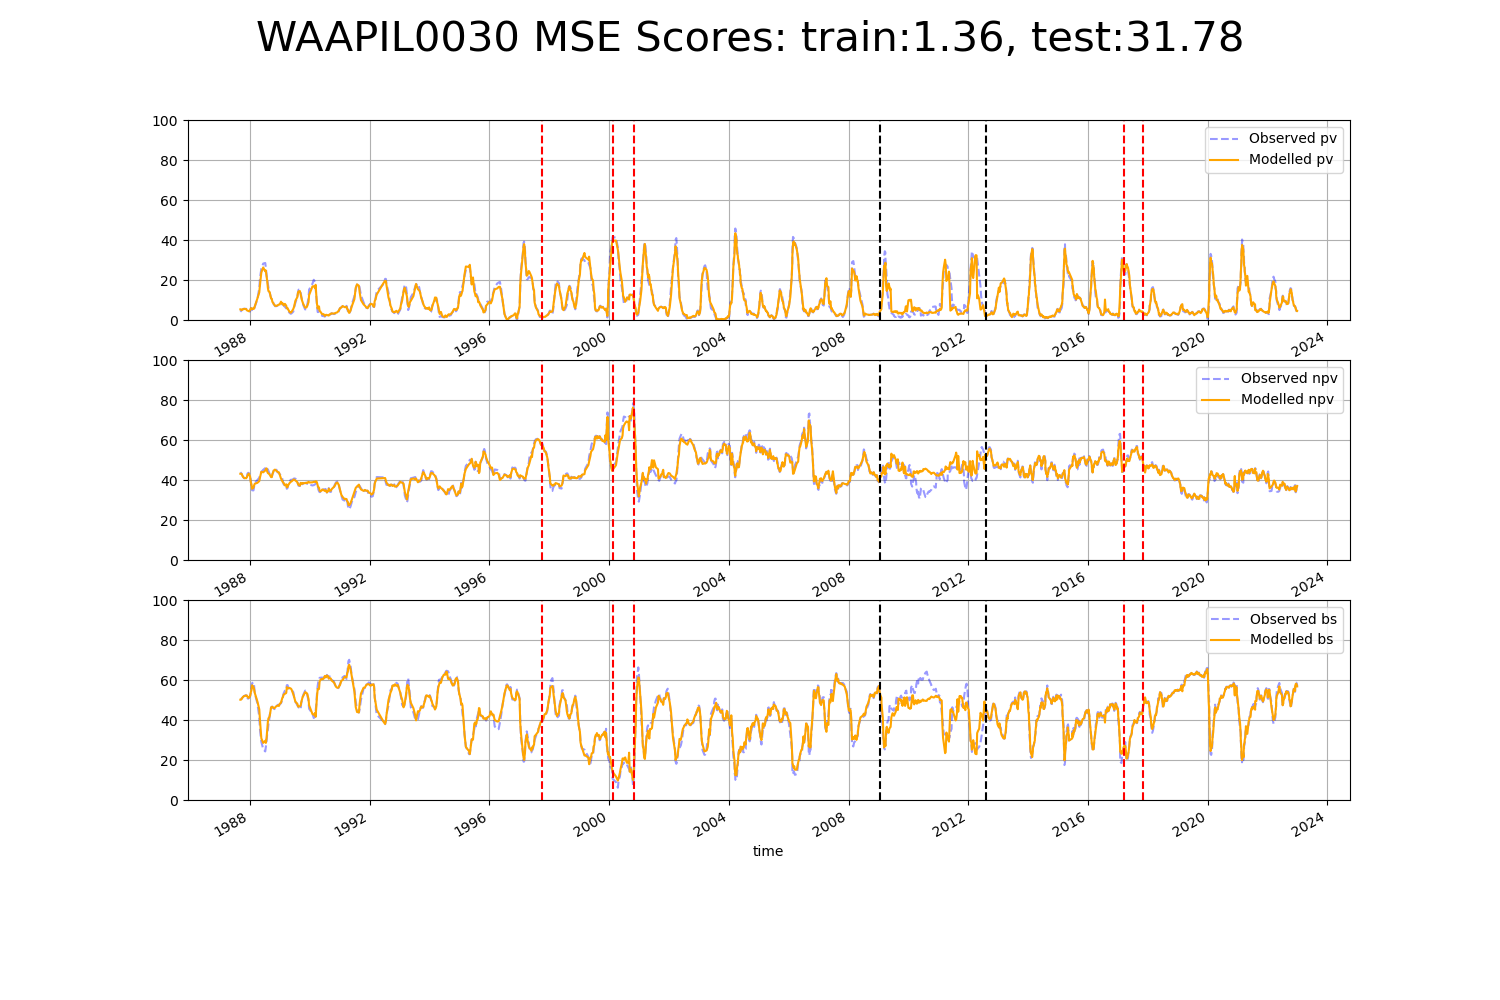 WAAPIL0030 MSE Scores: train:1.36, test:31.78
100
80
60
40
20
0
Observed pv
Modelled pv
1988 1992 1996 2000 2004 2008 2012 2016 2020 2024
100
80
60
40
20
0
Observed npv
Modelled npv
1988 1992 1996 2000 2004 2008 2012 2016 2020 2024
100
80
60
40
20
0
Observed bs
Modelled bs
1988 1992 1996 2000 2004 2008 2012 2016 2020 2024
time